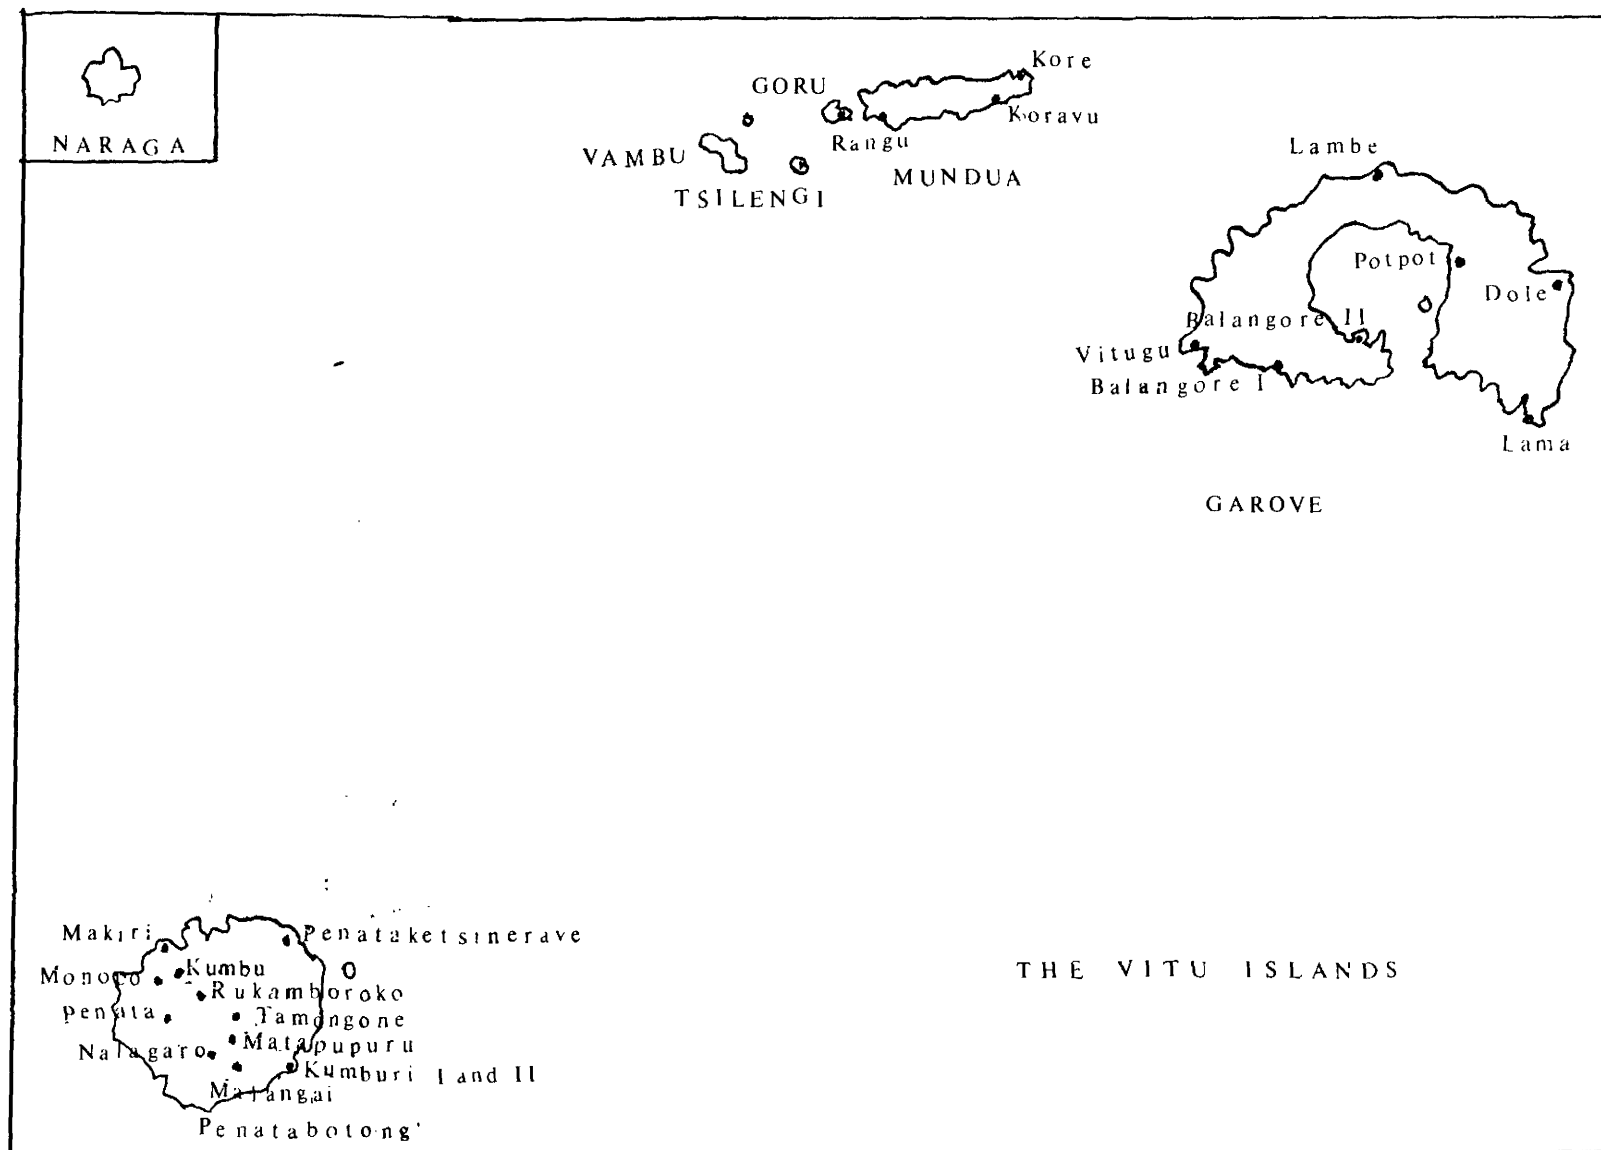 NARAGA
Kore
GORU
Koravu
Rangu
VAMBU
MUNDUA
TSILENGI
Lambe
Potpot
Dole
Balangore II
Vitugu
Balangore I
Lama
GAROVE
Makiri
Penataketsinerave
Kumbu
Rukamboroko
Penata
Tamongone
Matapupuru
Nalagaro
Kumburi I and II
Matangai
Penatabotong
THE VITU ISLANDS